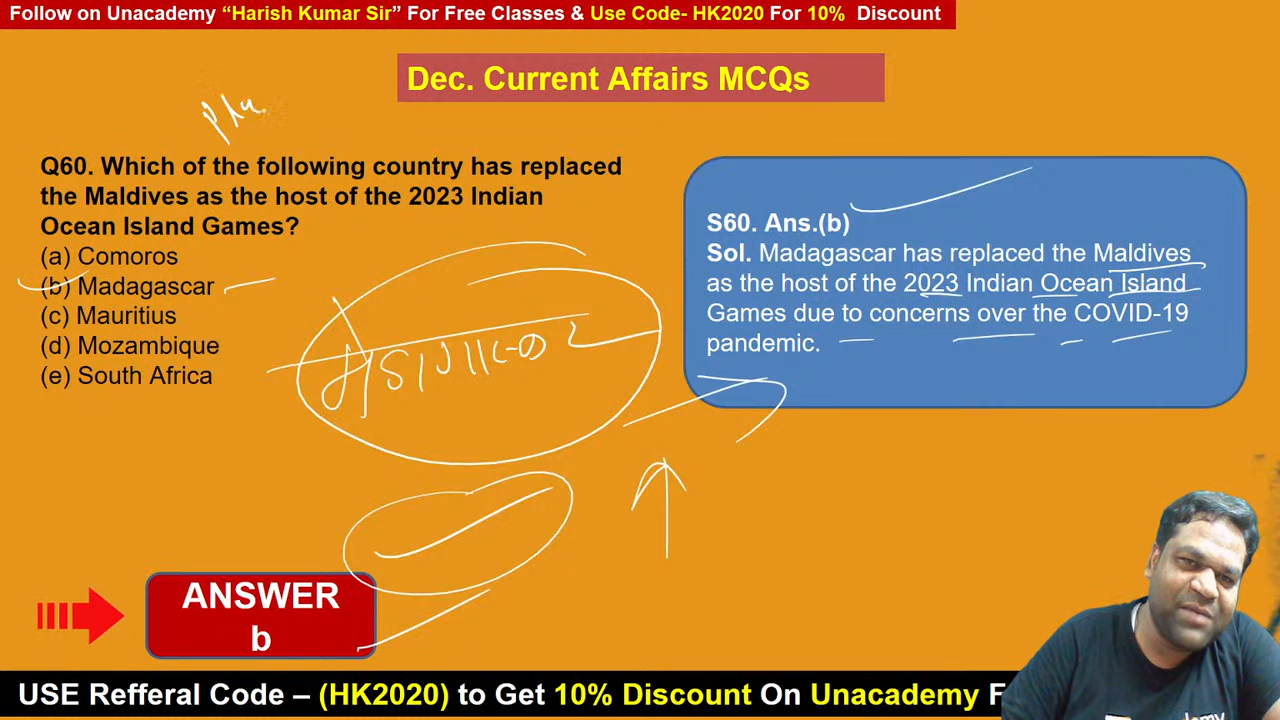 Follow on Unacademy “Harish Kumar Sir” For Free Classes & Use Code- HK2020 For 10% Discount
Dec. Current Affairs MCQs
Q60. Which of the following country has replaced
the Maldives as the host of the 2023 Indian
Ocean Island Games?
(a) Comoros
(b) Madagascar
(c) Mauritius
(d) Mozambique
(e) South Africa
S60. Ans.(b)
Sol. Madagascar has replaced the Maldives
as the host of the 2023 Indian Ocean Island
Games due to concerns over the COVID-19
pandemic.
ANSWER
b
USE Refferal Code – (HK2020) to Get 10% Discount On Unacademy F